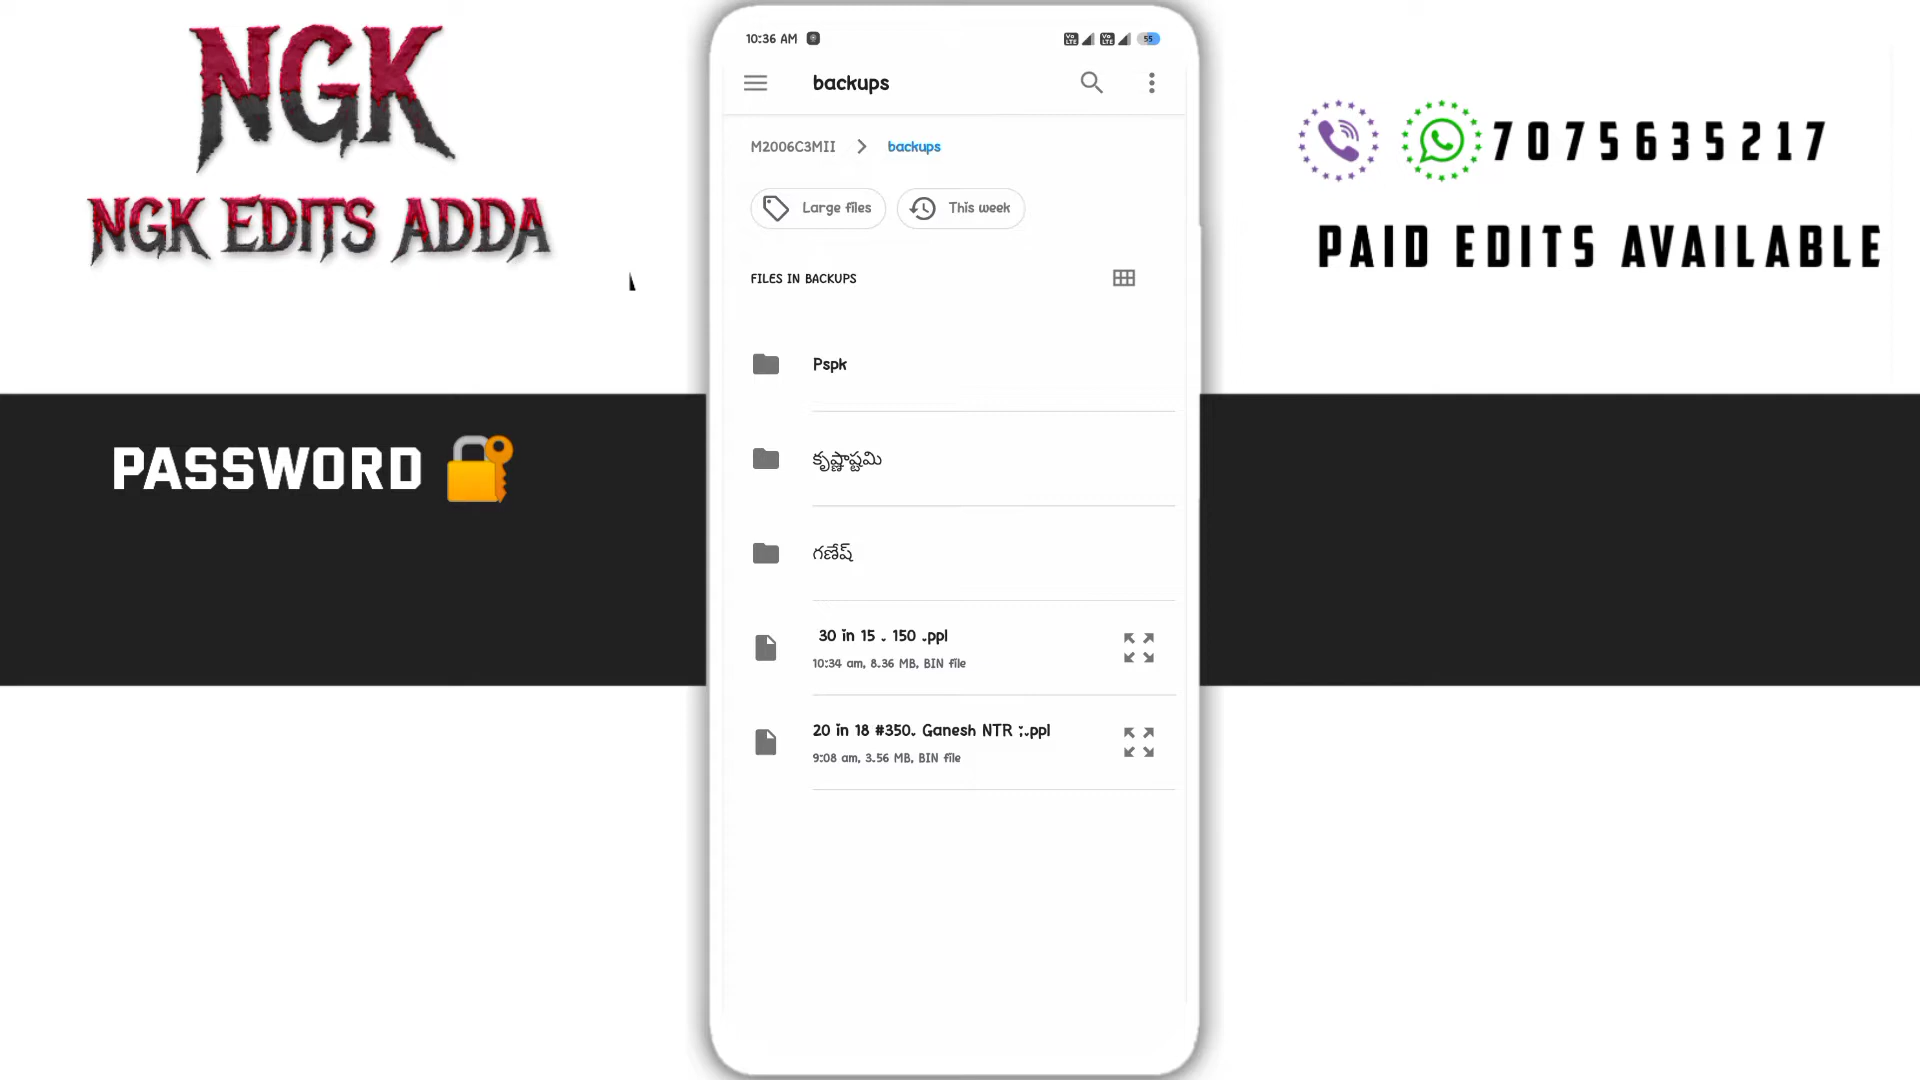 NGK
NGK EDITS ADDA
PASSWORD
10:36 AM
55
backups
M2006C3MII
backups
Large files
This week
FILES IN BACKUPS
Pspk
కృష్ణాష్టమి
గణేష్
30 in 15 . 150 .ppl
10:34 am, 8.36 MB, BIN file
20 in 18 #350. Ganesh NTR ;.ppl
9:08 am, 3.56 MB, BIN file
7075635217
PAID EDITS AVAILABLE